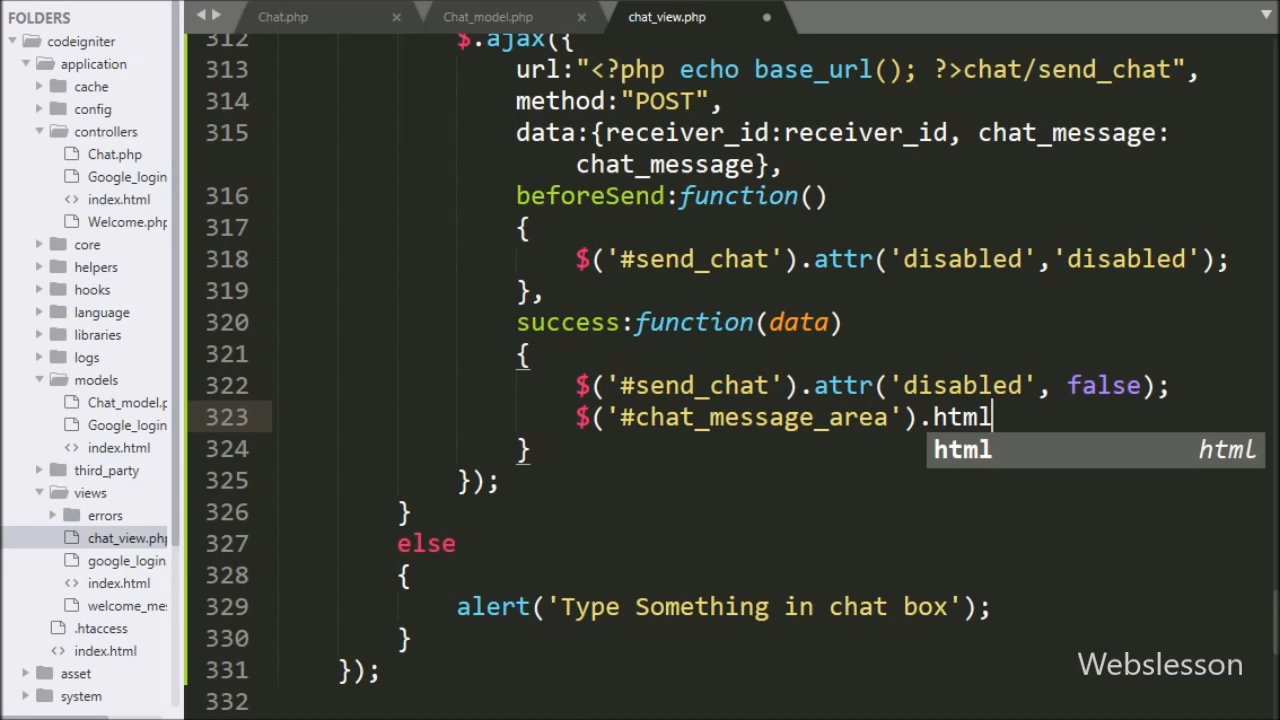 FOLDERS
codeigniter
application
cache
config
controllers
Chat.php
Google_login
index.html
Welcome.php
core
helpers
hooks
language
libraries
logs
models
Chat_model.p
Google_login
index.html
third_party
views
errors
chat_view.php
google_login.
index.html
welcome_mes
.htaccess
index.html
asset
system
Chat.php
Chat_model.php
chat_view.php
312 $.ajax({
313 url:"<?php echo base_url(); ?>chat/send_chat",
314 method:"POST",
315 data:{receiver_id:receiver_id, chat_message:
chat_message},
316 beforeSend:function()
317 {
318 $('#send_chat').attr('disabled','disabled');
319 },
320 success:function(data)
321 {
322 $('#send_chat').attr('disabled', false);
323 $('#chat_message_area').html
html html
324 }
325 });
326 }
327 else
328 {
329 alert('Type Something in chat box');
330 }
331 });
332
Webslesson